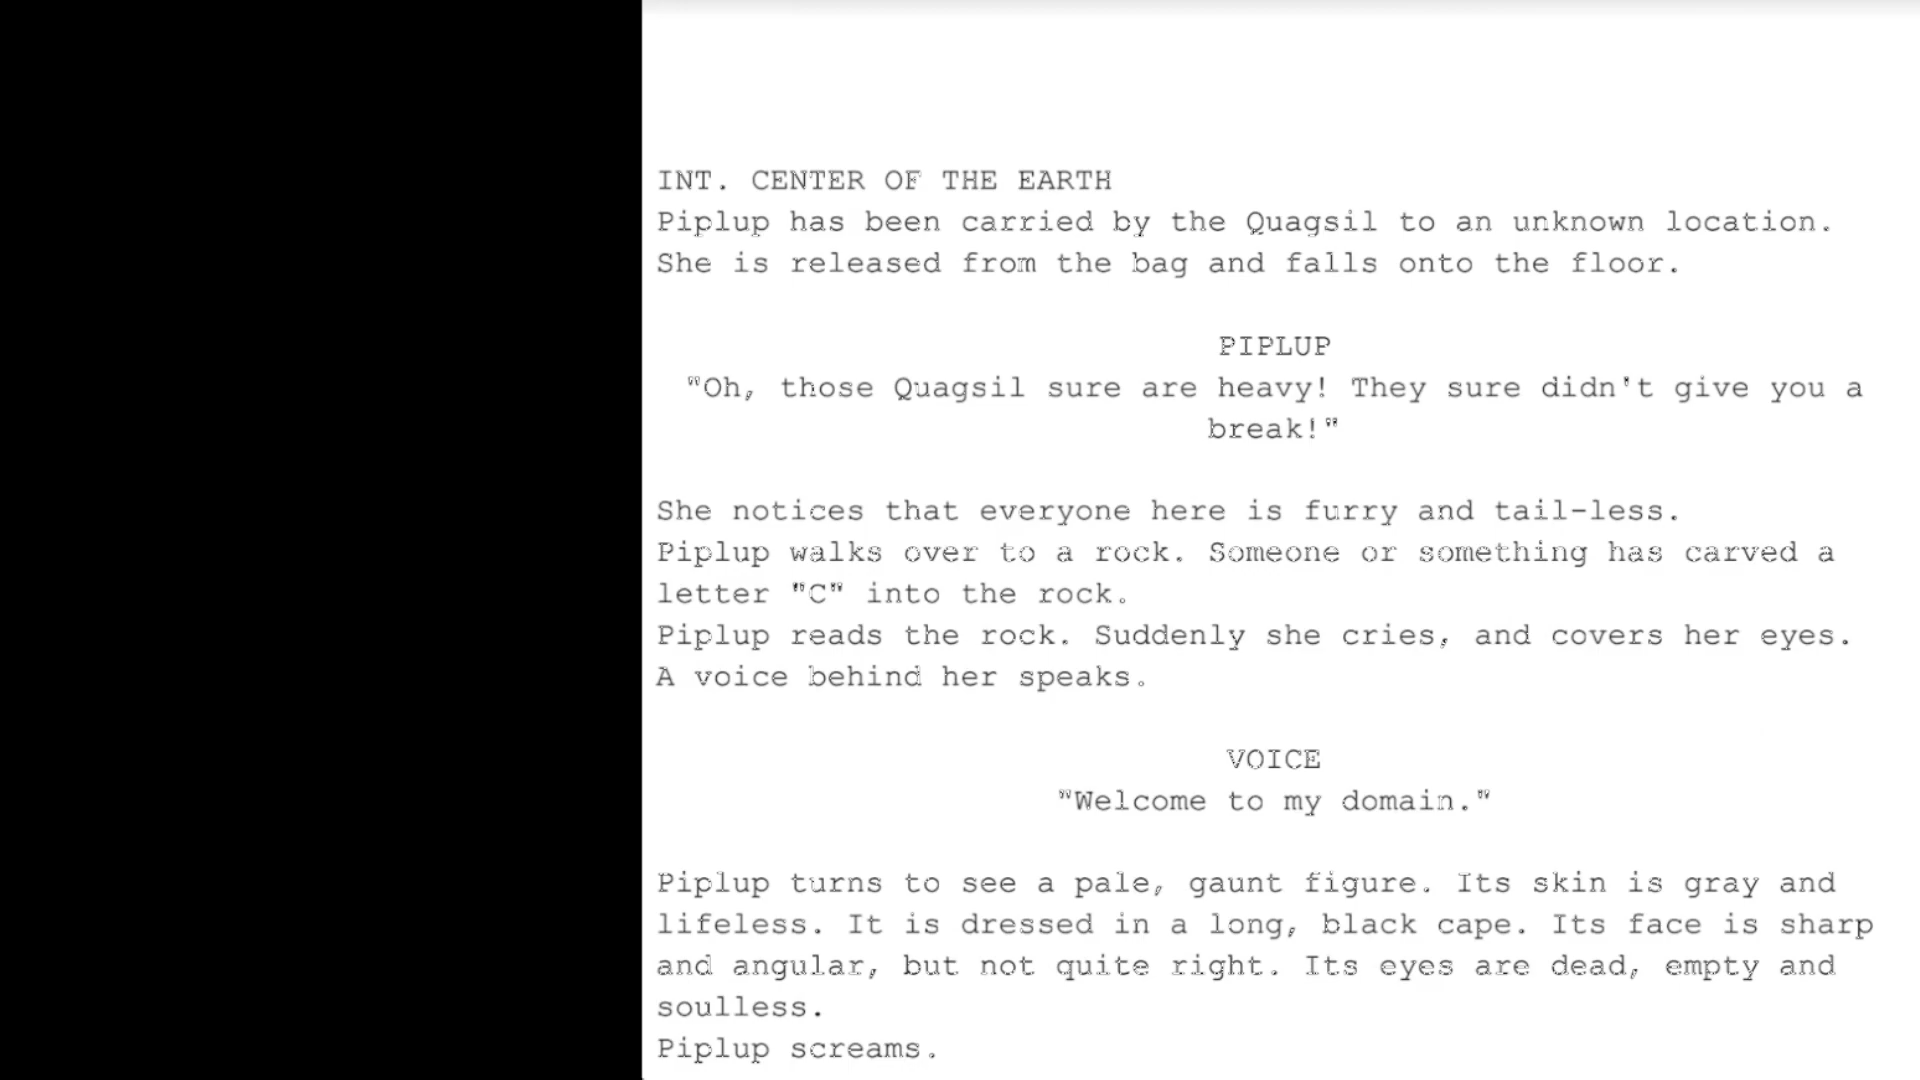 INT. CENTER OF THE EARTH
Piplup has been carried by the Quagsil to an unknown location.
She is released from the bag and falls onto the floor.
PIPLUP
"Oh, those Quagsil sure are heavy! They sure didn't give you a
break!"
She notices that everyone here is furry and tail-less.
Piplup walks over to a rock. Someone or something has carved a
letter "C" into the rock.
Piplup reads the rock. Suddenly she cries, and covers her eyes.
A voice behind her speaks.
VOICE
"Welcome to my domain."
Piplup turns to see a pale, gaunt figure. Its skin is gray and
lifeless. It is dressed in a long, black cape. Its face is sharp
and angular, but not quite right. Its eyes are dead, empty and
soulless.
Piplup screams.